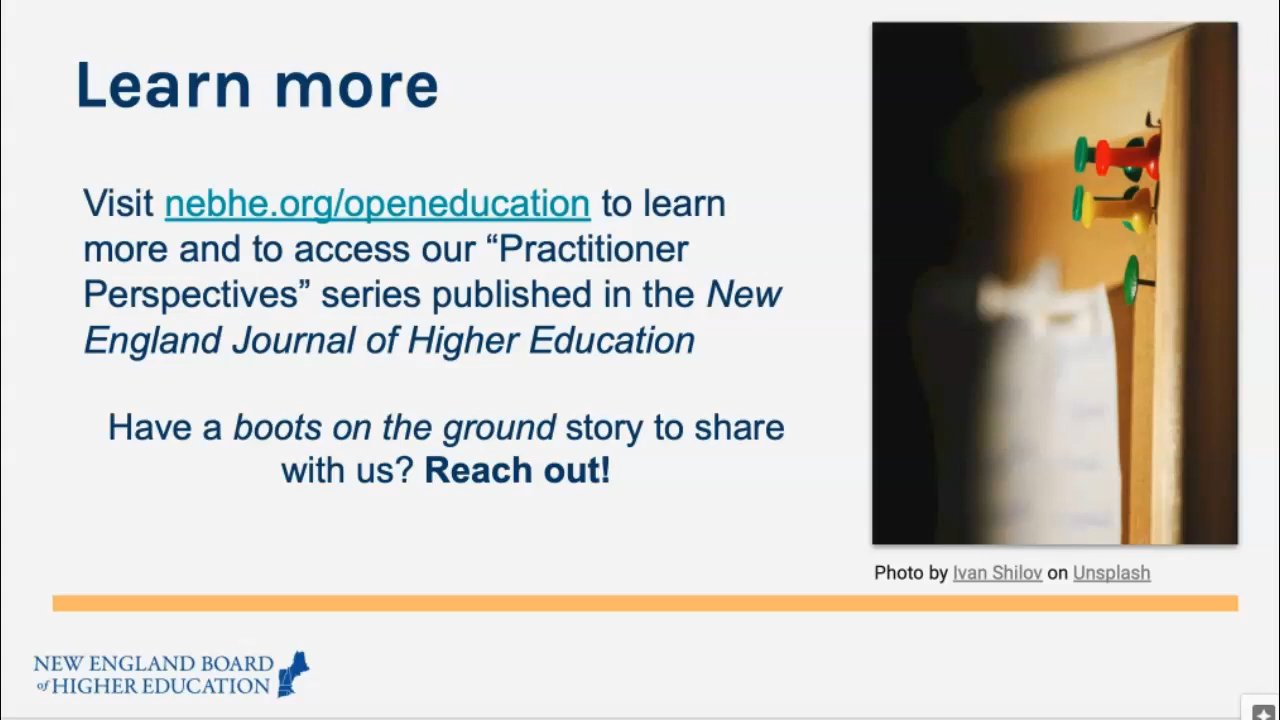 Learn more
Visit nebhe.org/openeducation to learn
more and to access our “Practitioner
Perspectives” series published in the New
England Journal of Higher Education
Have a boots on the ground story to share
with us? Reach out!
Photo by Ivan Shilov on Unsplash
NEW ENGLAND BOARD
of HIGHER EDUCATION